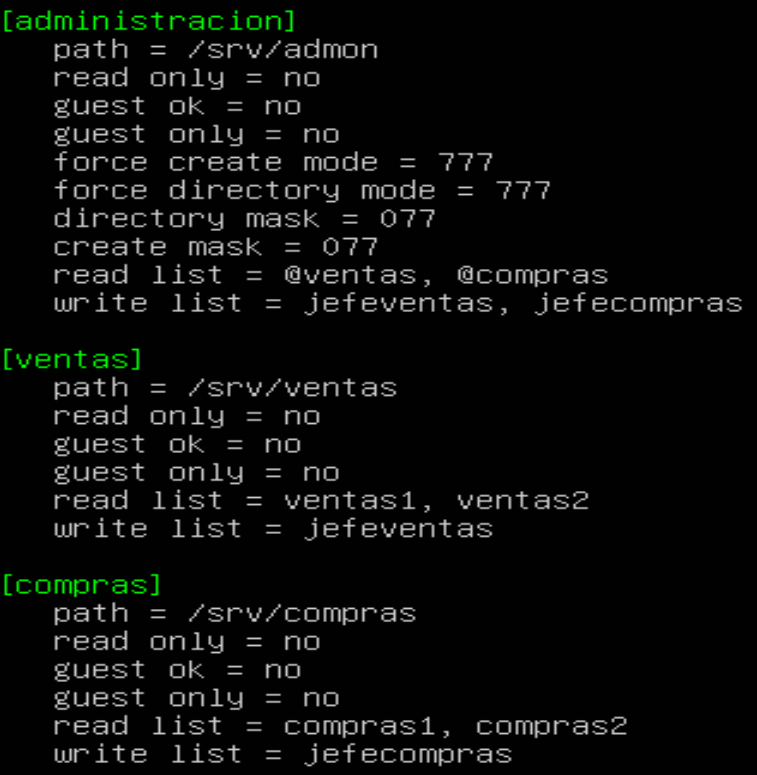 [administracion]
path = /srv/admon
read only = no
guest ok = no
guest only = no
force create mode = 777
force directory mode = 777
directory mask = 077
create mask = 077
read list = @ventas, @compras
write list = jefeventas, jefecompras
[ventas]
path = /srv/ventas
read only = no
guest ok = no
guest only = no
read list = ventas1, ventas2
write list = jefeventas
[compras]
path = /srv/compras
read only = no
guest ok = no
guest only = no
read list = compras1, compras2
write list = jefecompras